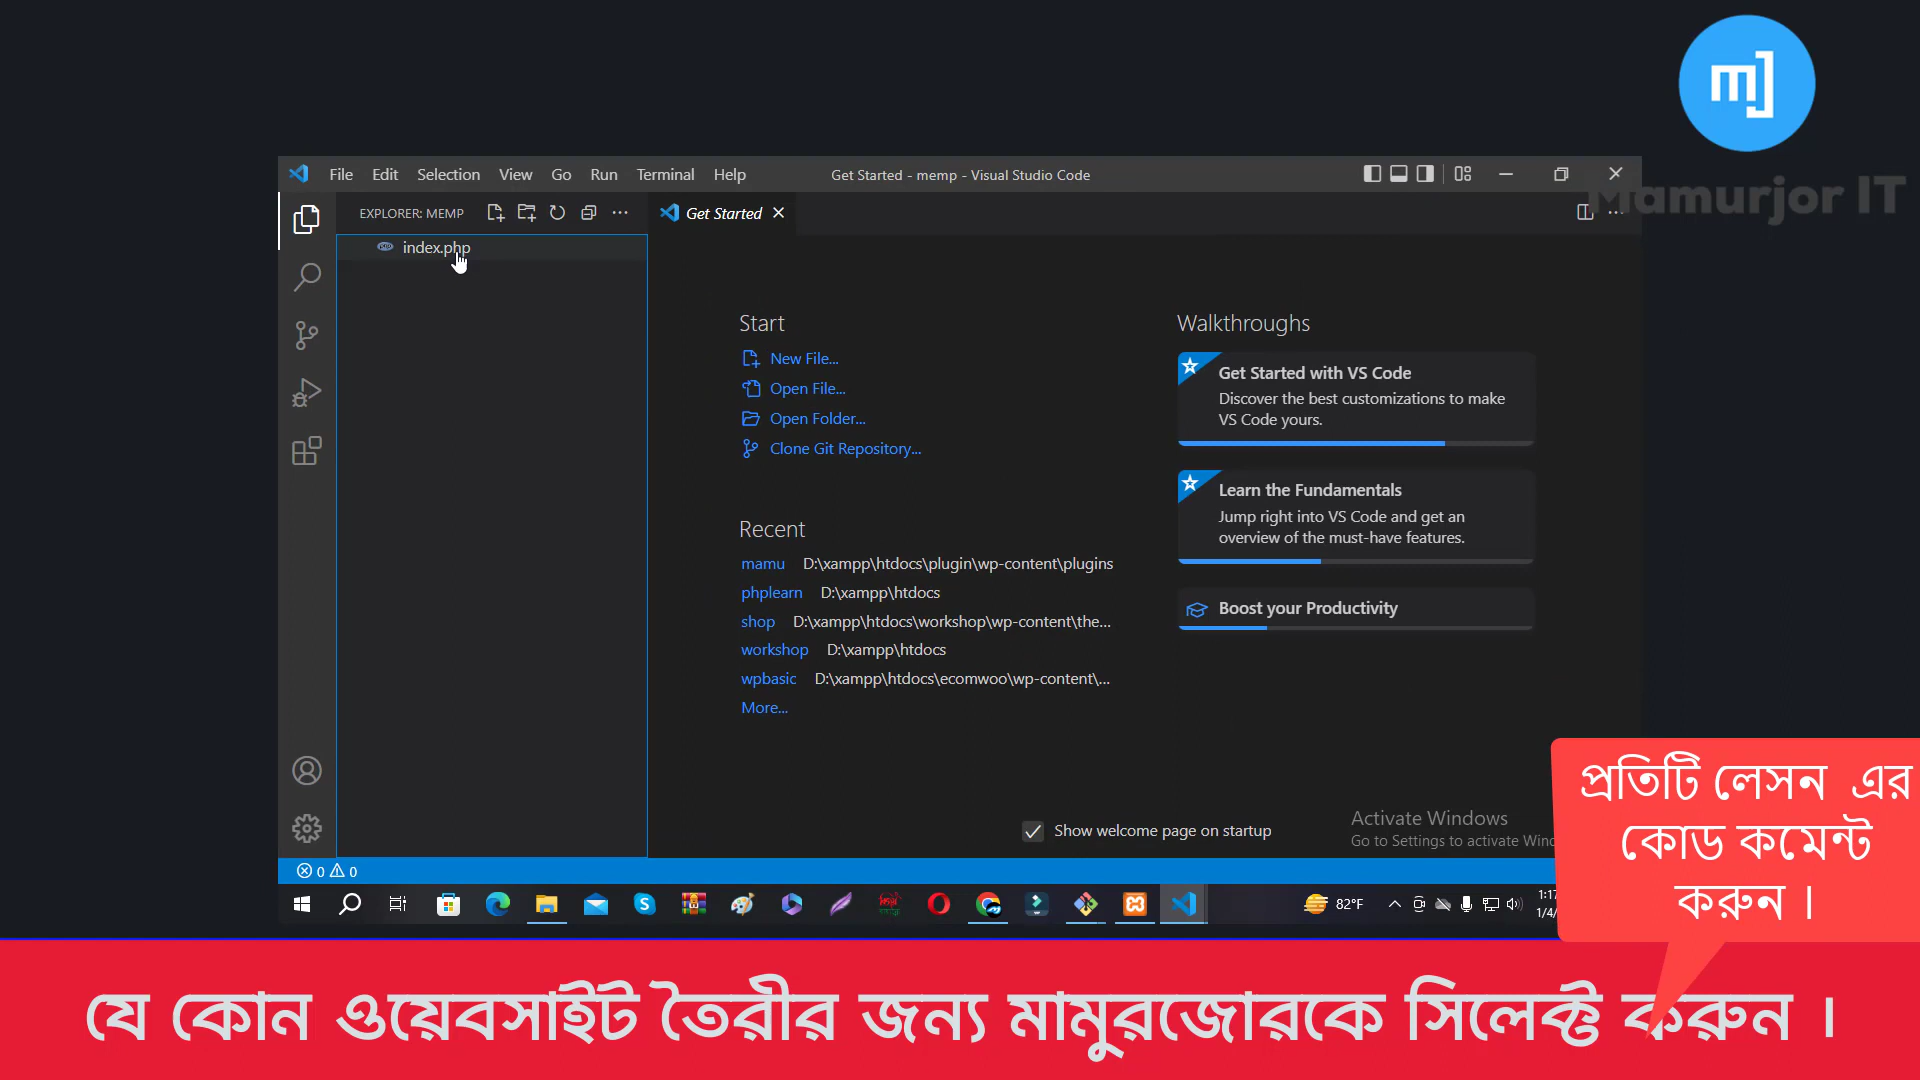 mj
Mamurjor IT
File Edit Selection View Go Run Terminal Help
Get Started - memp - Visual Studio Code
EXPLORER: MEMP
Get Started
index.php
Start
New File...
Open File...
Open Folder...
Clone Git Repository...
Recent
mamu D:\xampp\htdocs\plugin\wp-content\plugins
phplearn D:\xampp\htdocs
shop D:\xampp\htdocs\workshop\wp-content\the...
workshop D:\xampp\htdocs
wpbasic D:\xampp\htdocs\ecomwoo\wp-content\...
More...
Walkthroughs
Get Started with VS Code
Discover the best customizations to make
VS Code yours.
Learn the Fundamentals
Jump right into VS Code and get an
overview of the must-have features.
Boost your Productivity
Show welcome page on startup
Activate Windows
Go to Settings to activate
0 0
82°F
1:17
1/4/
প্রতিটি লেসন এর
কোড কমেন্ট
করুন ।
যে কোন ওয়েবসাইট তৈরীর জন্য মামুরজোরকে সিলেক্ট করুন ।